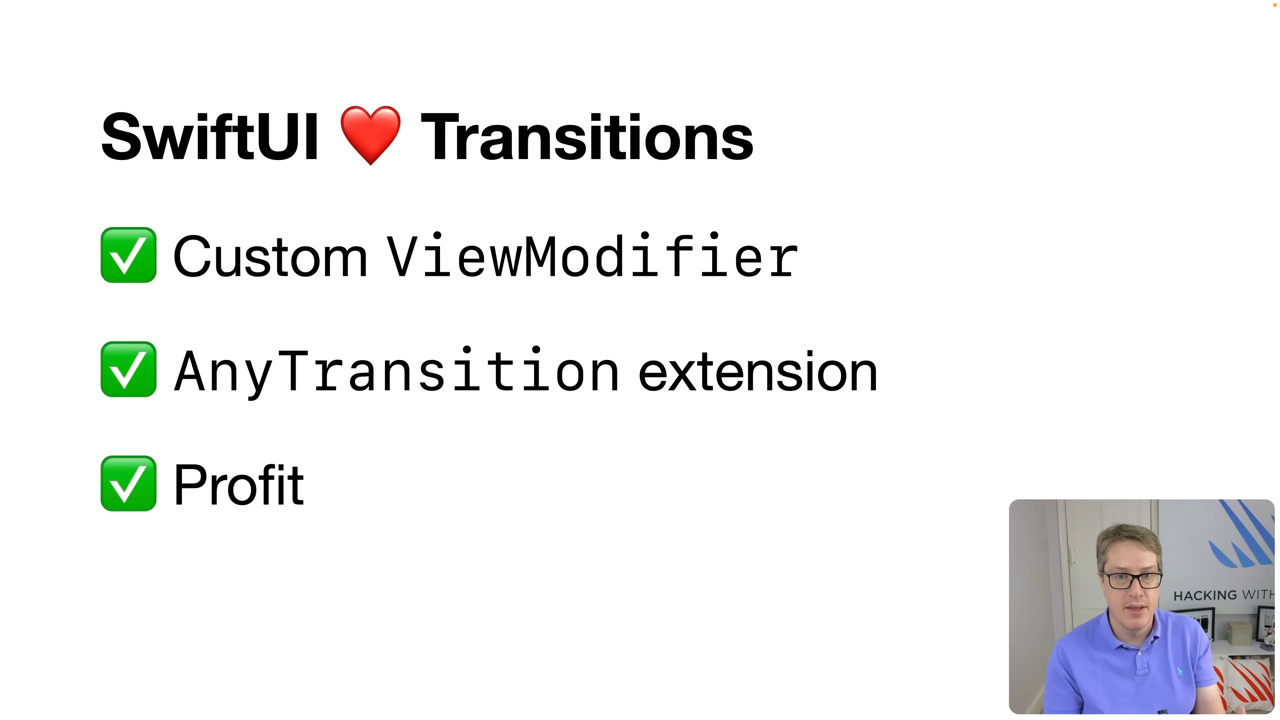 SwiftUI ❤️ Transitions
✅ Custom ViewModifier
✅ AnyTransition extension
✅ Profit
HACKING WITH